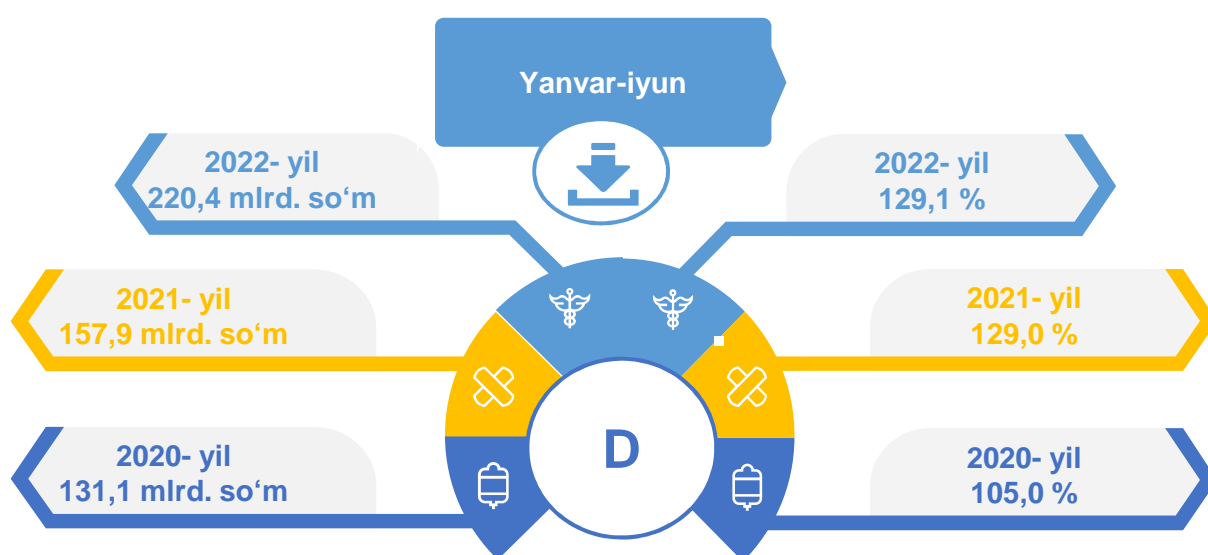 Yanvar-iyun
2022- yil
220,4 mlrd. so‘m
2022- yil
129,1 %
2021- yil
157,9 mlrd. so‘m
2021- yil
129,0 %
2020- yil
131,1 mlrd. so‘m
2020- yil
105,0 %
D